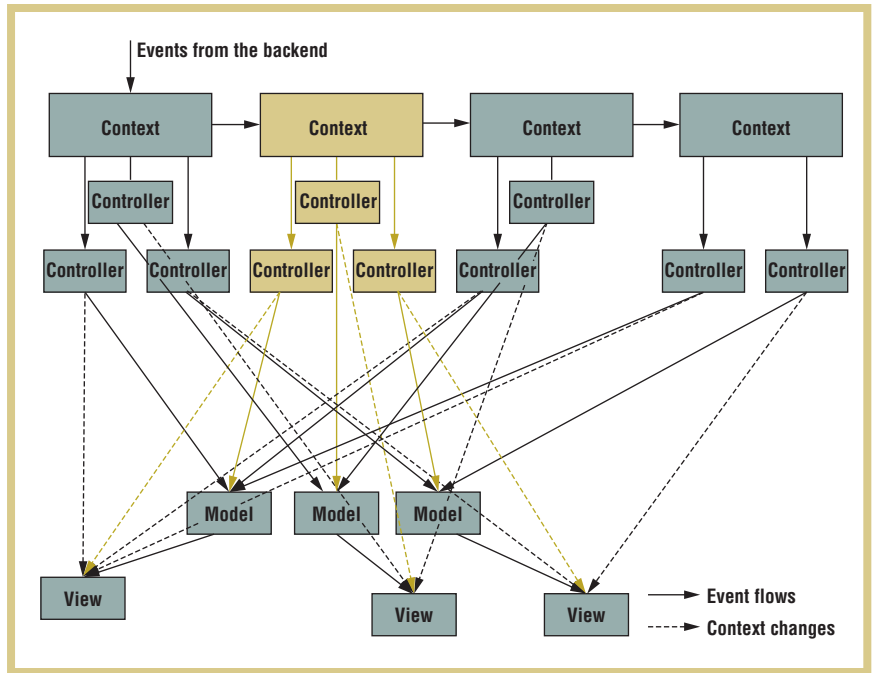 Events from the backend
Context
Context
Context
Context
Controller
Controller
Controller
Controller
Controller
Controller
Controller
Controller
Controller
Controller
Model
Model
Model
View
View
View
Event flows
Context changes